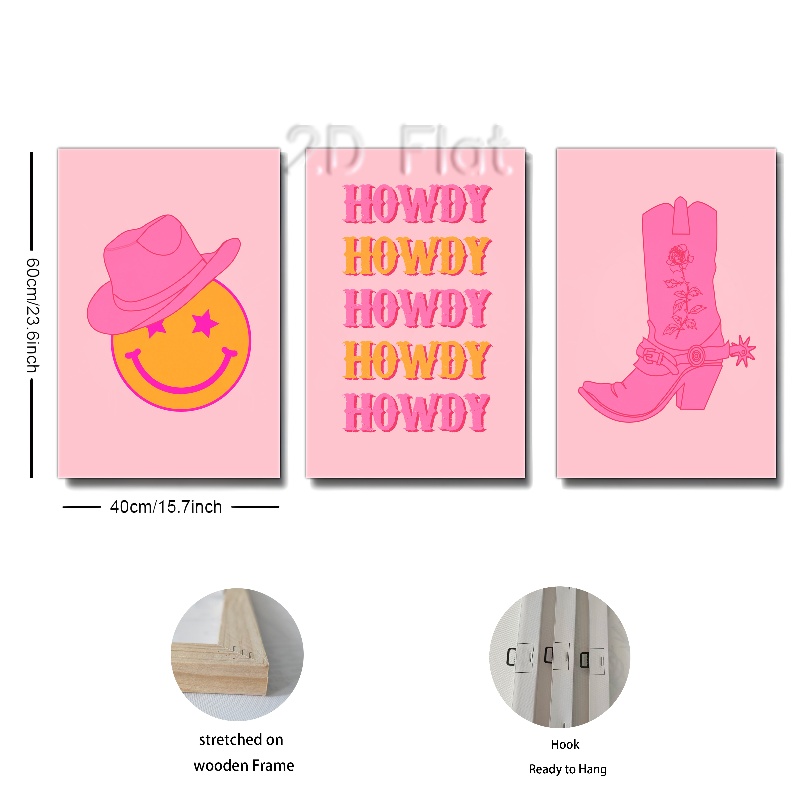 2D Flat
HOWDY
HOWDY
HOWDY
HOWDY
HOWDY
60cm/23.6inch
40cm/15.7inch
stretched on
wooden Frame
Hook
Ready to Hang